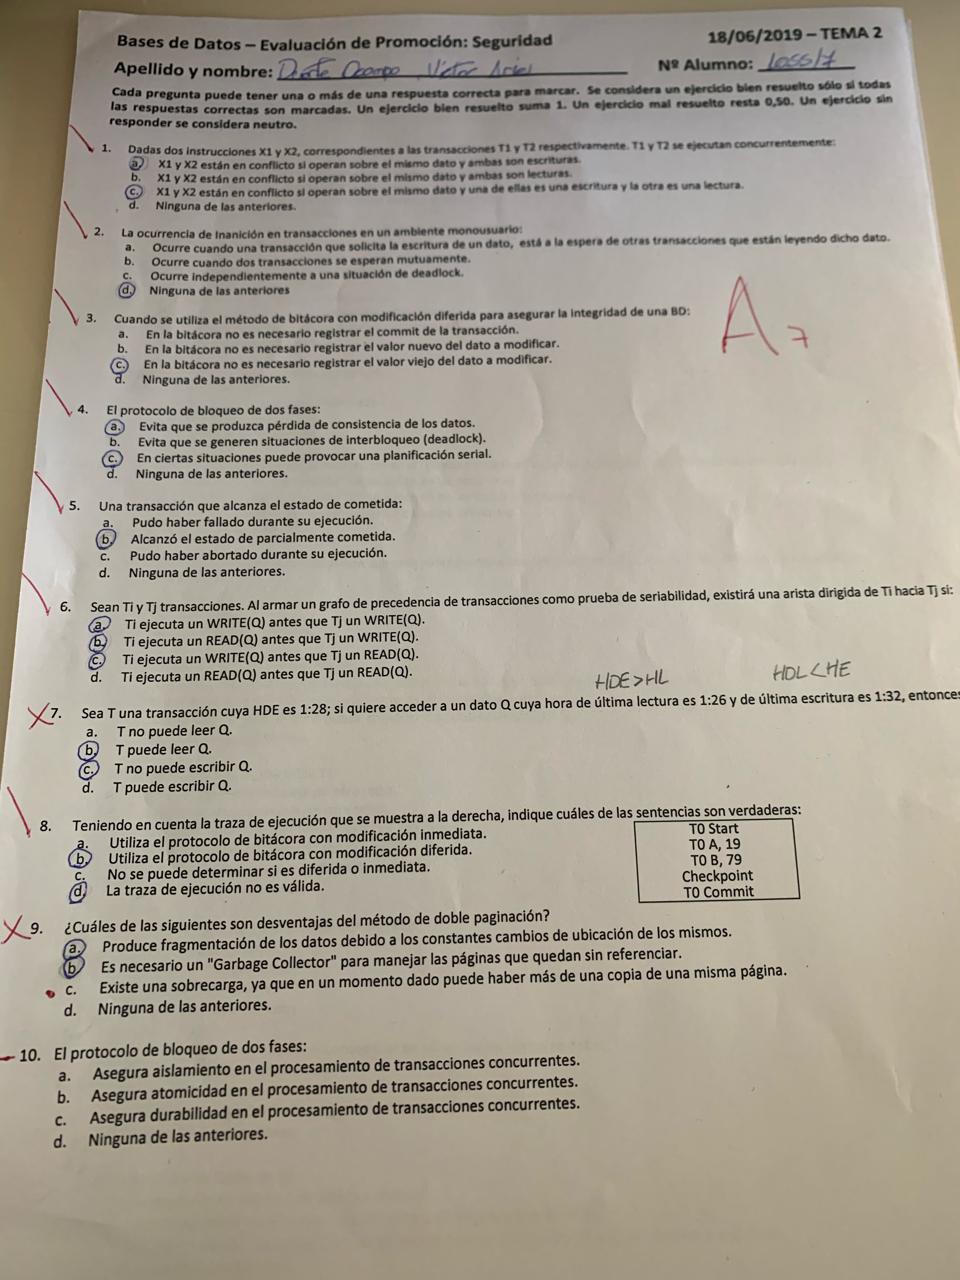 Bases de Datos – Evaluación de Promoción: Seguridad
18/06/2019 – TEMA 2
Apellido y nombre: Duarte Ocampo Victor Ariel
Nº Alumno:
Cada pregunta puede tener una o más de una respuesta correcta para marcar. Se considera un ejercicio bien resuelto sólo si todas
las respuestas correctas son marcadas. Un ejercicio bien resuelto suma 1. Un ejercicio mal resuelto resta 0,50. Un ejercicio sin
responder se considera neutro.
1. Dadas dos instrucciones X1 y X2, correspondientes a las transacciones T1 y T2 respectivamente. T1 y T2 se ejecutan concurrentemente:
a. X1 y X2 están en conflicto si operan sobre el mismo dato y ambas son escrituras.
b. X1 y X2 están en conflicto si operan sobre el mismo dato y ambas son lecturas.
c. X1 y X2 están en conflicto si operan sobre el mismo dato y una de ellas es una escritura y la otra es una lectura.
d. Ninguna de las anteriores.
2. La ocurrencia de Inanición en transacciones en un ambiente monousuario:
a. Ocurre cuando una transacción que solicita la escritura de un dato, está a la espera de otras transacciones que están leyendo dicho dato.
b. Ocurre cuando dos transacciones se esperan mutuamente.
c. Ocurre independientemente a una situación de deadlock.
d. Ninguna de las anteriores
A7
3. Cuando se utiliza el método de bitácora con modificación diferida para asegurar la integridad de una BD:
a. En la bitácora no es necesario registrar el commit de la transacción.
b. En la bitácora no es necesario registrar el valor nuevo del dato a modificar.
c. En la bitácora no es necesario registrar el valor viejo del dato a modificar.
d. Ninguna de las anteriores.
4. El protocolo de bloqueo de dos fases:
a. Evita que se produzca pérdida de consistencia de los datos.
b. Evita que se generen situaciones de interbloqueo (deadlock).
c. En ciertas situaciones puede provocar una planificación serial.
d. Ninguna de las anteriores.
5. Una transacción que alcanza el estado de cometida:
a. Pudo haber fallado durante su ejecución.
b. Alcanzó el estado de parcialmente cometida.
c. Pudo haber abortado durante su ejecución.
d. Ninguna de las anteriores.
6. Sean Ti y Tj transacciones. Al armar un grafo de precedencia de transacciones como prueba de seriabilidad, existirá una arista dirigida de Ti hacia Tj si:
a. Ti ejecuta un WRITE(Q) antes que Tj un WRITE(Q).
b. Ti ejecuta un READ(Q) antes que Tj un WRITE(Q).
c. Ti ejecuta un WRITE(Q) antes que Tj un READ(Q).
d. Ti ejecuta un READ(Q) antes que Tj un READ(Q).
HDE>HL HDL<HE
7. Sea T una transacción cuya HDE es 1:28; si quiere acceder a un dato Q cuya hora de última lectura es 1:26 y de última escritura es 1:32, entonces
a. T no puede leer Q.
b. T puede leer Q.
c. T no puede escribir Q.
d. T puede escribir Q.
8. Teniendo en cuenta la traza de ejecución que se muestra a la derecha, indique cuáles de las sentencias son verdaderas:
a. Utiliza el protocolo de bitácora con modificación inmediata.
b. Utiliza el protocolo de bitácora con modificación diferida.
c. No se puede determinar si es diferida o inmediata.
d. La traza de ejecución no es válida.
T0 Start
T0 A, 19
T0 B, 79
Checkpoint
T0 Commit
9. ¿Cuáles de las siguientes son desventajas del método de doble paginación?
a. Produce fragmentación de los datos debido a los constantes cambios de ubicación de los mismos.
b. Es necesario un "Garbage Collector" para manejar las páginas que quedan sin referenciar.
c. Existe una sobrecarga, ya que en un momento dado puede haber más de una copia de una misma página.
d. Ninguna de las anteriores.
10. El protocolo de bloqueo de dos fases:
a. Asegura aislamiento en el procesamiento de transacciones concurrentes.
b. Asegura atomicidad en el procesamiento de transacciones concurrentes.
c. Asegura durabilidad en el procesamiento de transacciones concurrentes.
d. Ninguna de las anteriores.